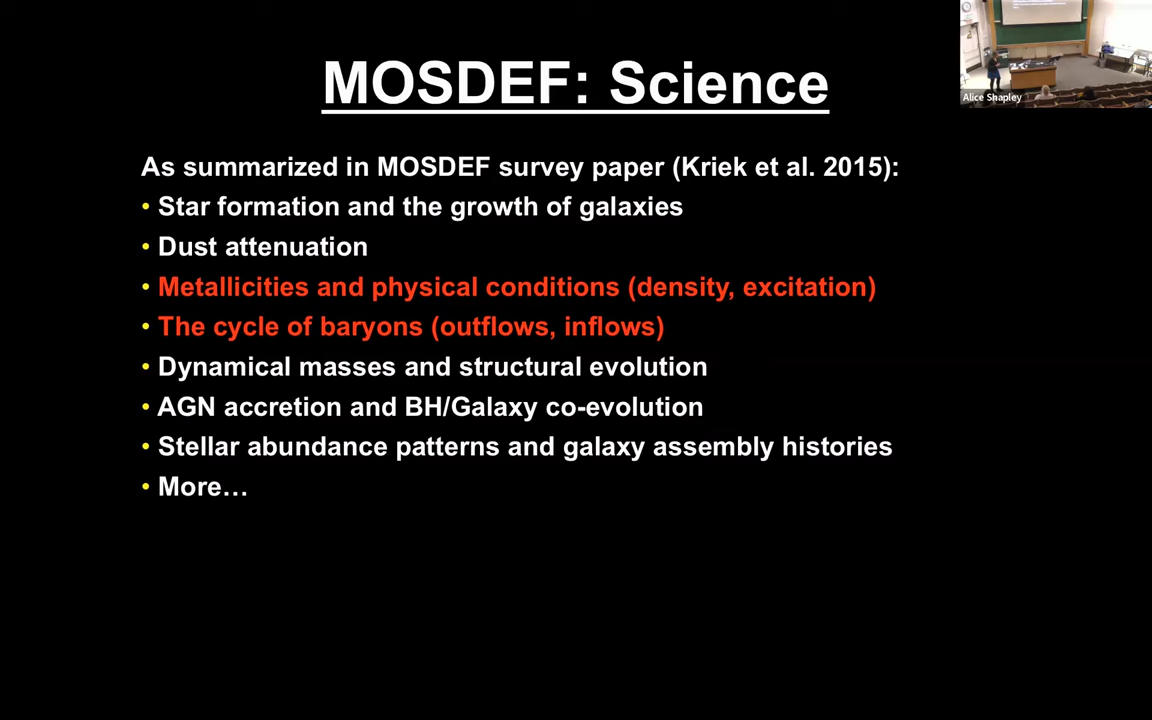 MOSDEF: Science
Alice Shapley
As summarized in MOSDEF survey paper (Kriek et al. 2015):
• Star formation and the growth of galaxies
• Dust attenuation
• Metallicities and physical conditions (density, excitation)
• The cycle of baryons (outflows, inflows)
• Dynamical masses and structural evolution
• AGN accretion and BH/Galaxy co-evolution
• Stellar abundance patterns and galaxy assembly histories
• More…